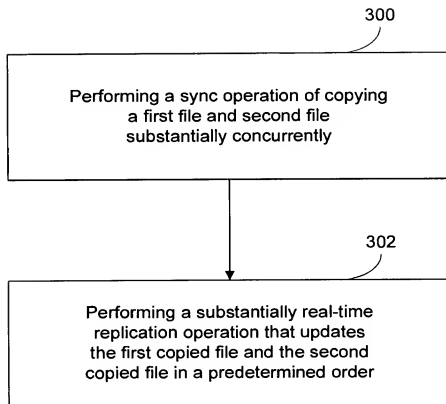 300
Performing a sync operation of copying
a first file and second file
substantially concurrently
302
Performing a substantially real-time
replication operation that updates
the first copied file and the second
copied file in a predetermined order